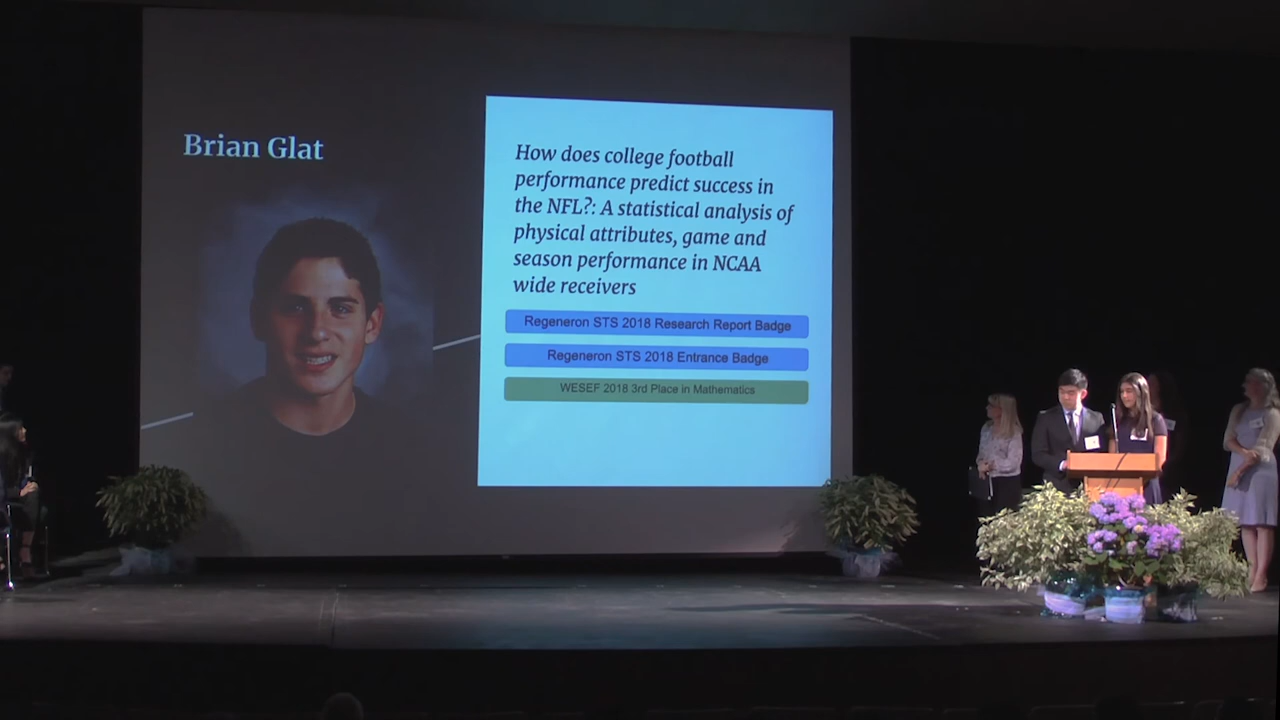 Brian Glat
How does college football
performance predict success in
the NFL?: A statistical analysis of
physical attributes, game and
season performance in NCAA
wide receivers
Regeneron STS 2018 Research Report Badge
Regeneron STS 2018 Entrance Badge
WESEF 2018 3rd Place in Mathematics